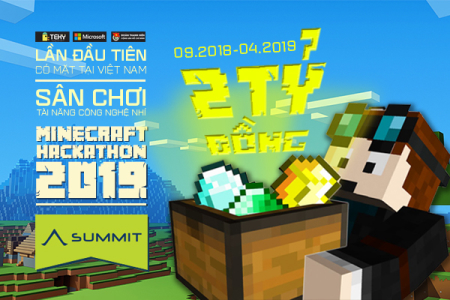 TEKY
Microsoft
LẦN ĐẦU TIÊN
CÓ MẶT TẠI VIỆT NAM
SÂN CHƠI
TÀI NĂNG CÔNG NGHỆ NHÍ
MINECRAFT
HACKATHON
2019
SUMMIT
09.2018-04.2019
2 TỶ
ĐỒNG